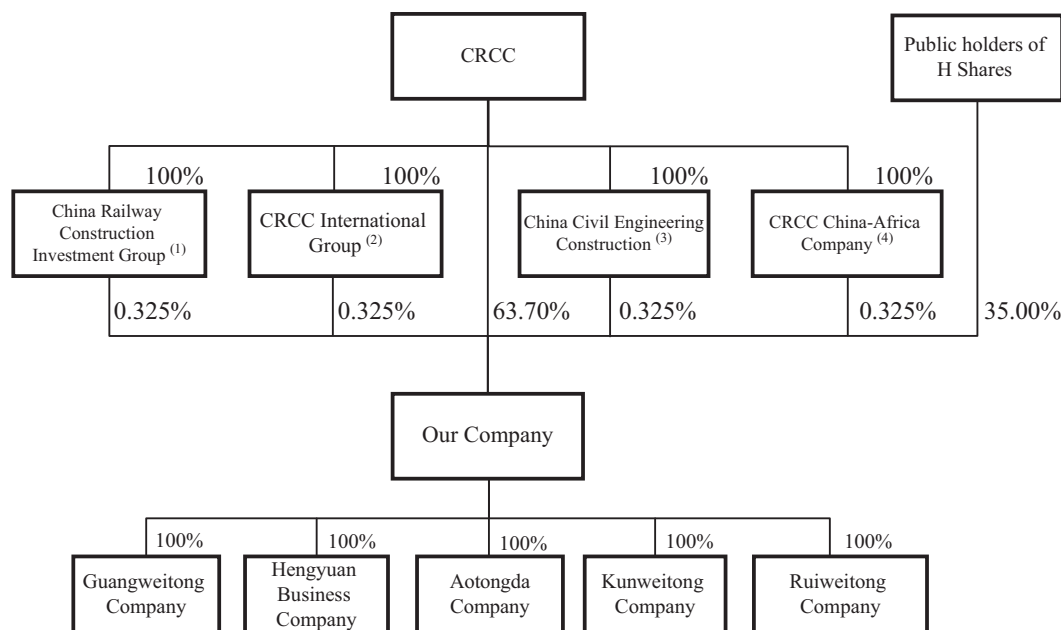 CRCC
Public holders of
H Shares
100%
100%
100%
100%
China Railway
Construction
Investment Group (1)
CRCC International
Group (2)
China Civil Engineering
Construction (3)
CRCC China-Africa
Company (4)
0.325%
0.325%
63.70%
0.325%
0.325%
35.00%
Our Company
100%
100%
100%
100%
100%
Guangweitong
Company
Hengyuan
Business
Company
Aotongda
Company
Kunweitong
Company
Ruiweitong
Company